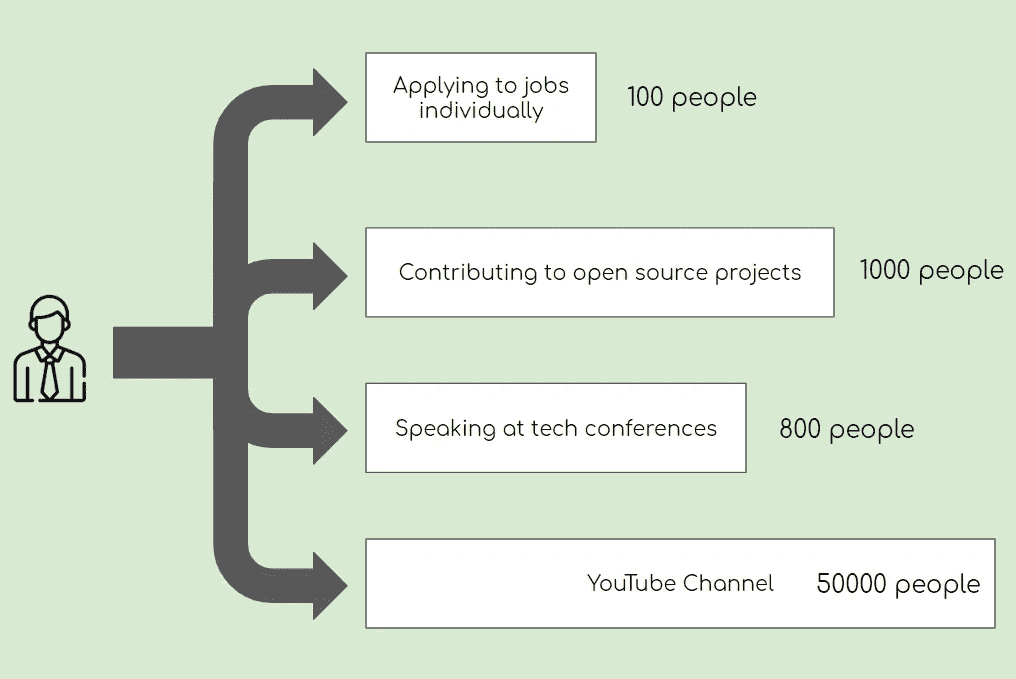 Applying to jobs
individually
100 people
Contributing to open source projects
1000 people
Speaking at tech conferences
800 people
YouTube Channel
50000 people